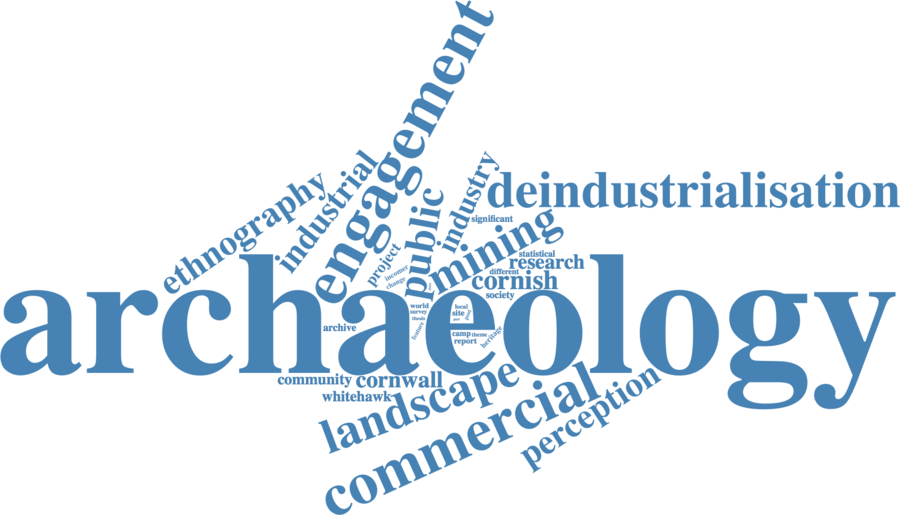 engagement
industrial
ethnography
industry
deindustrialisation
public
significant
mining
project
statistical
research
incomer
different
change
cornish
society
archaeology
world
survey
thesis
feature
local
site
archive
camp theme
report
heritage
community
cornwall
whitehawk
landscape
commercial
perception